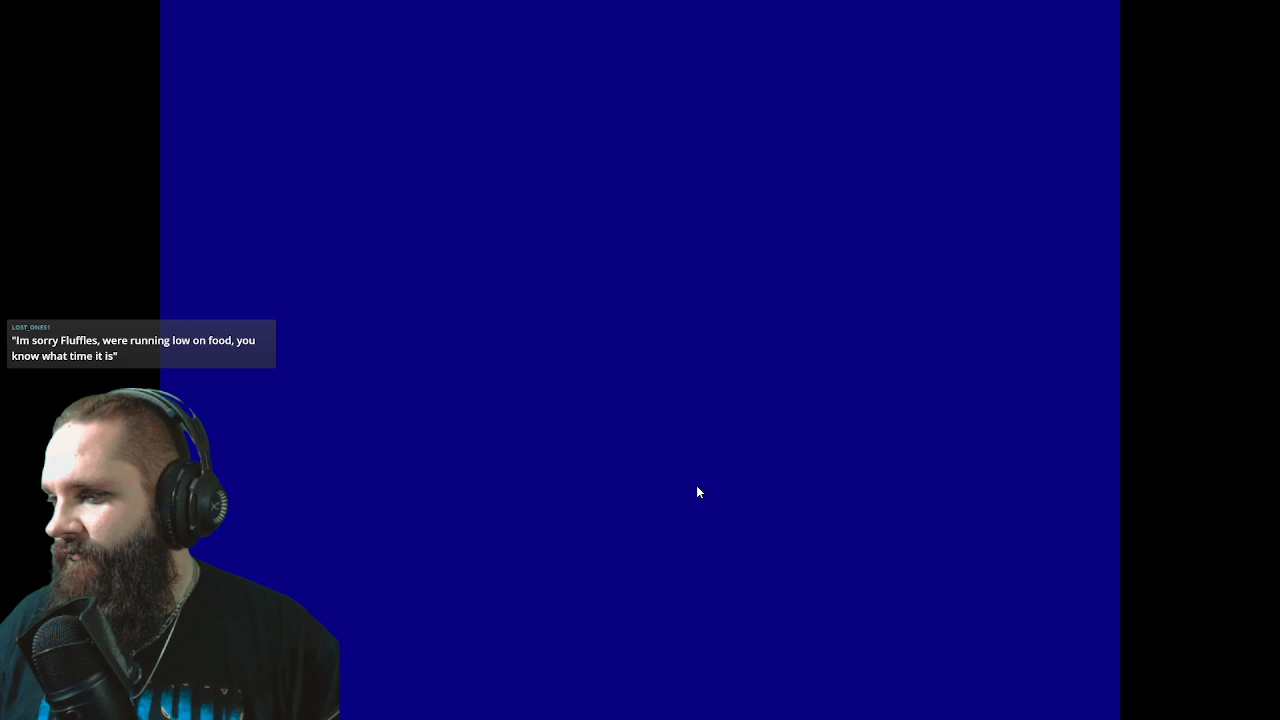 LOST_ONES1
"Im sorry Fluffles, were running low on food, you
know what time it is"